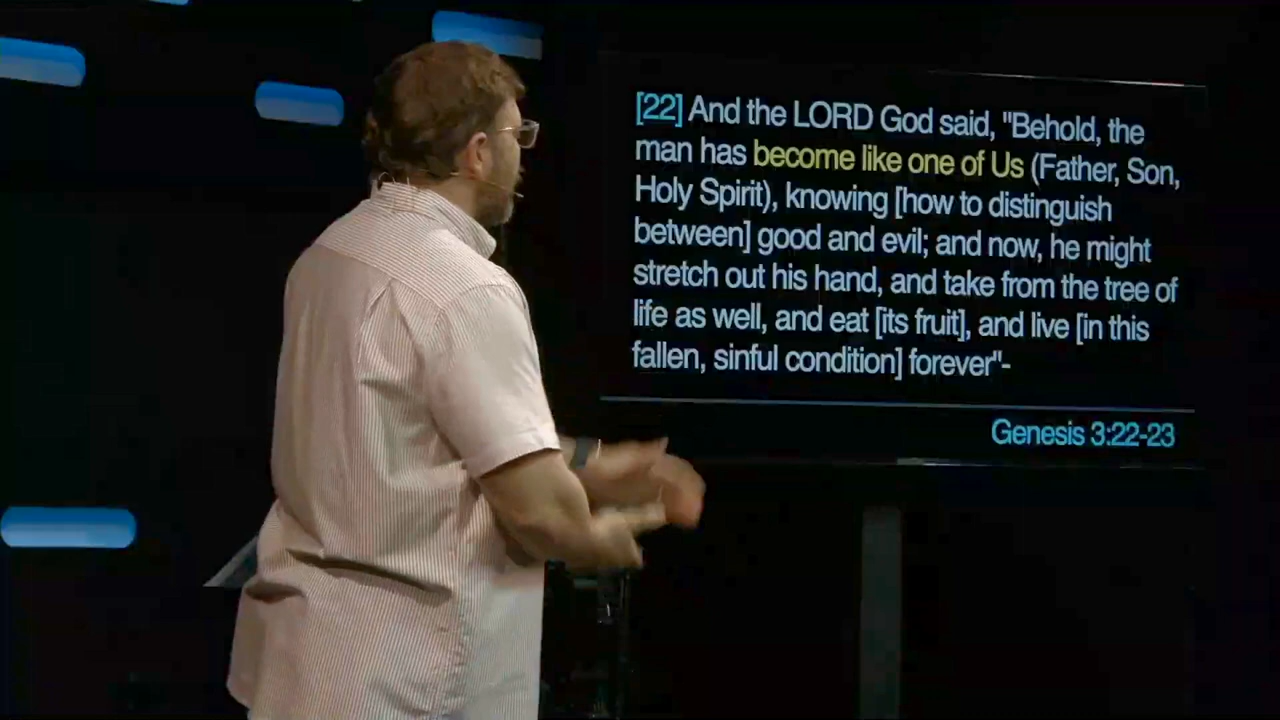 [22] And the LORD God said, "Behold, the
man has become like one of Us (Father, Son,
Holy Spirit), knowing [how to distinguish
between] good and evil; and now, he might
stretch out his hand, and take from the tree of
life as well, and eat [its fruit], and live [in this
fallen, sinful condition] forever"-
Genesis 3:22-23